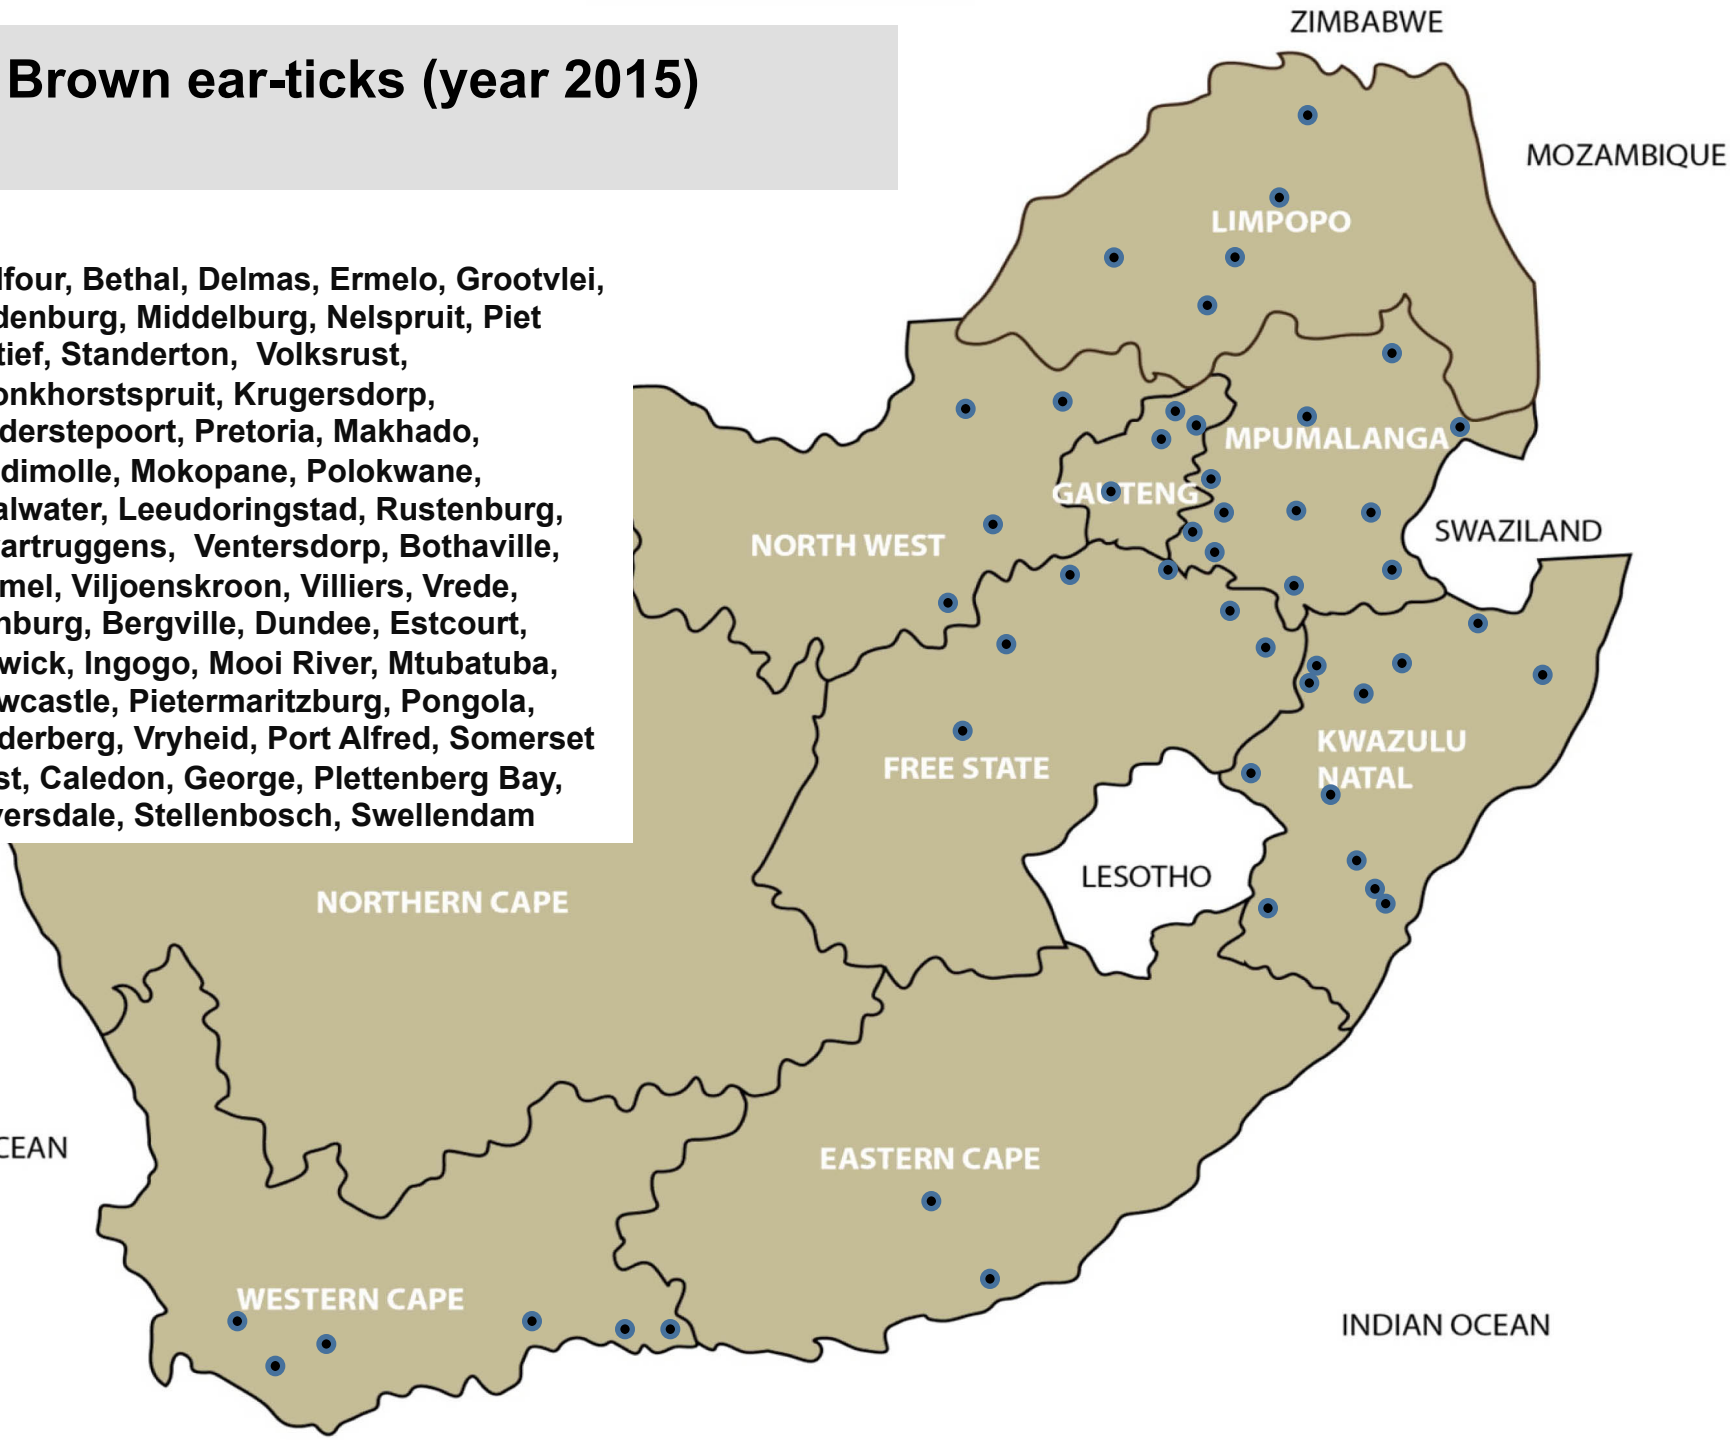 Brown ear-ticks (year 2015)
lfour, Bethal, Delmas, Ermelo, Grootvlei,
denburg, Middelburg, Nelspruit, Piet
tief, Standerton, Volksrust,
onkhorstspruit, Krugersdorp,
derstepoort, Pretoria, Makhado,
dimolle, Mokopane, Polokwane,
alwater, Leeudoringstad, Rustenburg,
artruggens, Ventersdorp, Bothaville,
mel, Viljoenskroon, Villiers, Vrede,
nburg, Bergville, Dundee, Estcourt,
wick, Ingogo, Mooi River, Mtubatuba,
wcastle, Pietermaritzburg, Pongola,
derberg, Vryheid, Port Alfred, Somerset
st, Caledon, George, Plettenberg Bay,
versdale, Stellenbosch, Swellendam
ZIMBABWE
MOZAMBIQUE
LIMPOPO
MPUMALANGA
GAUTENG
SWAZILAND
NORTH WEST
KWAZULU
NATAL
FREE STATE
LESOTHO
NORTHERN CAPE
CEAN
EASTERN CAPE
WESTERN CAPE
INDIAN OCEAN